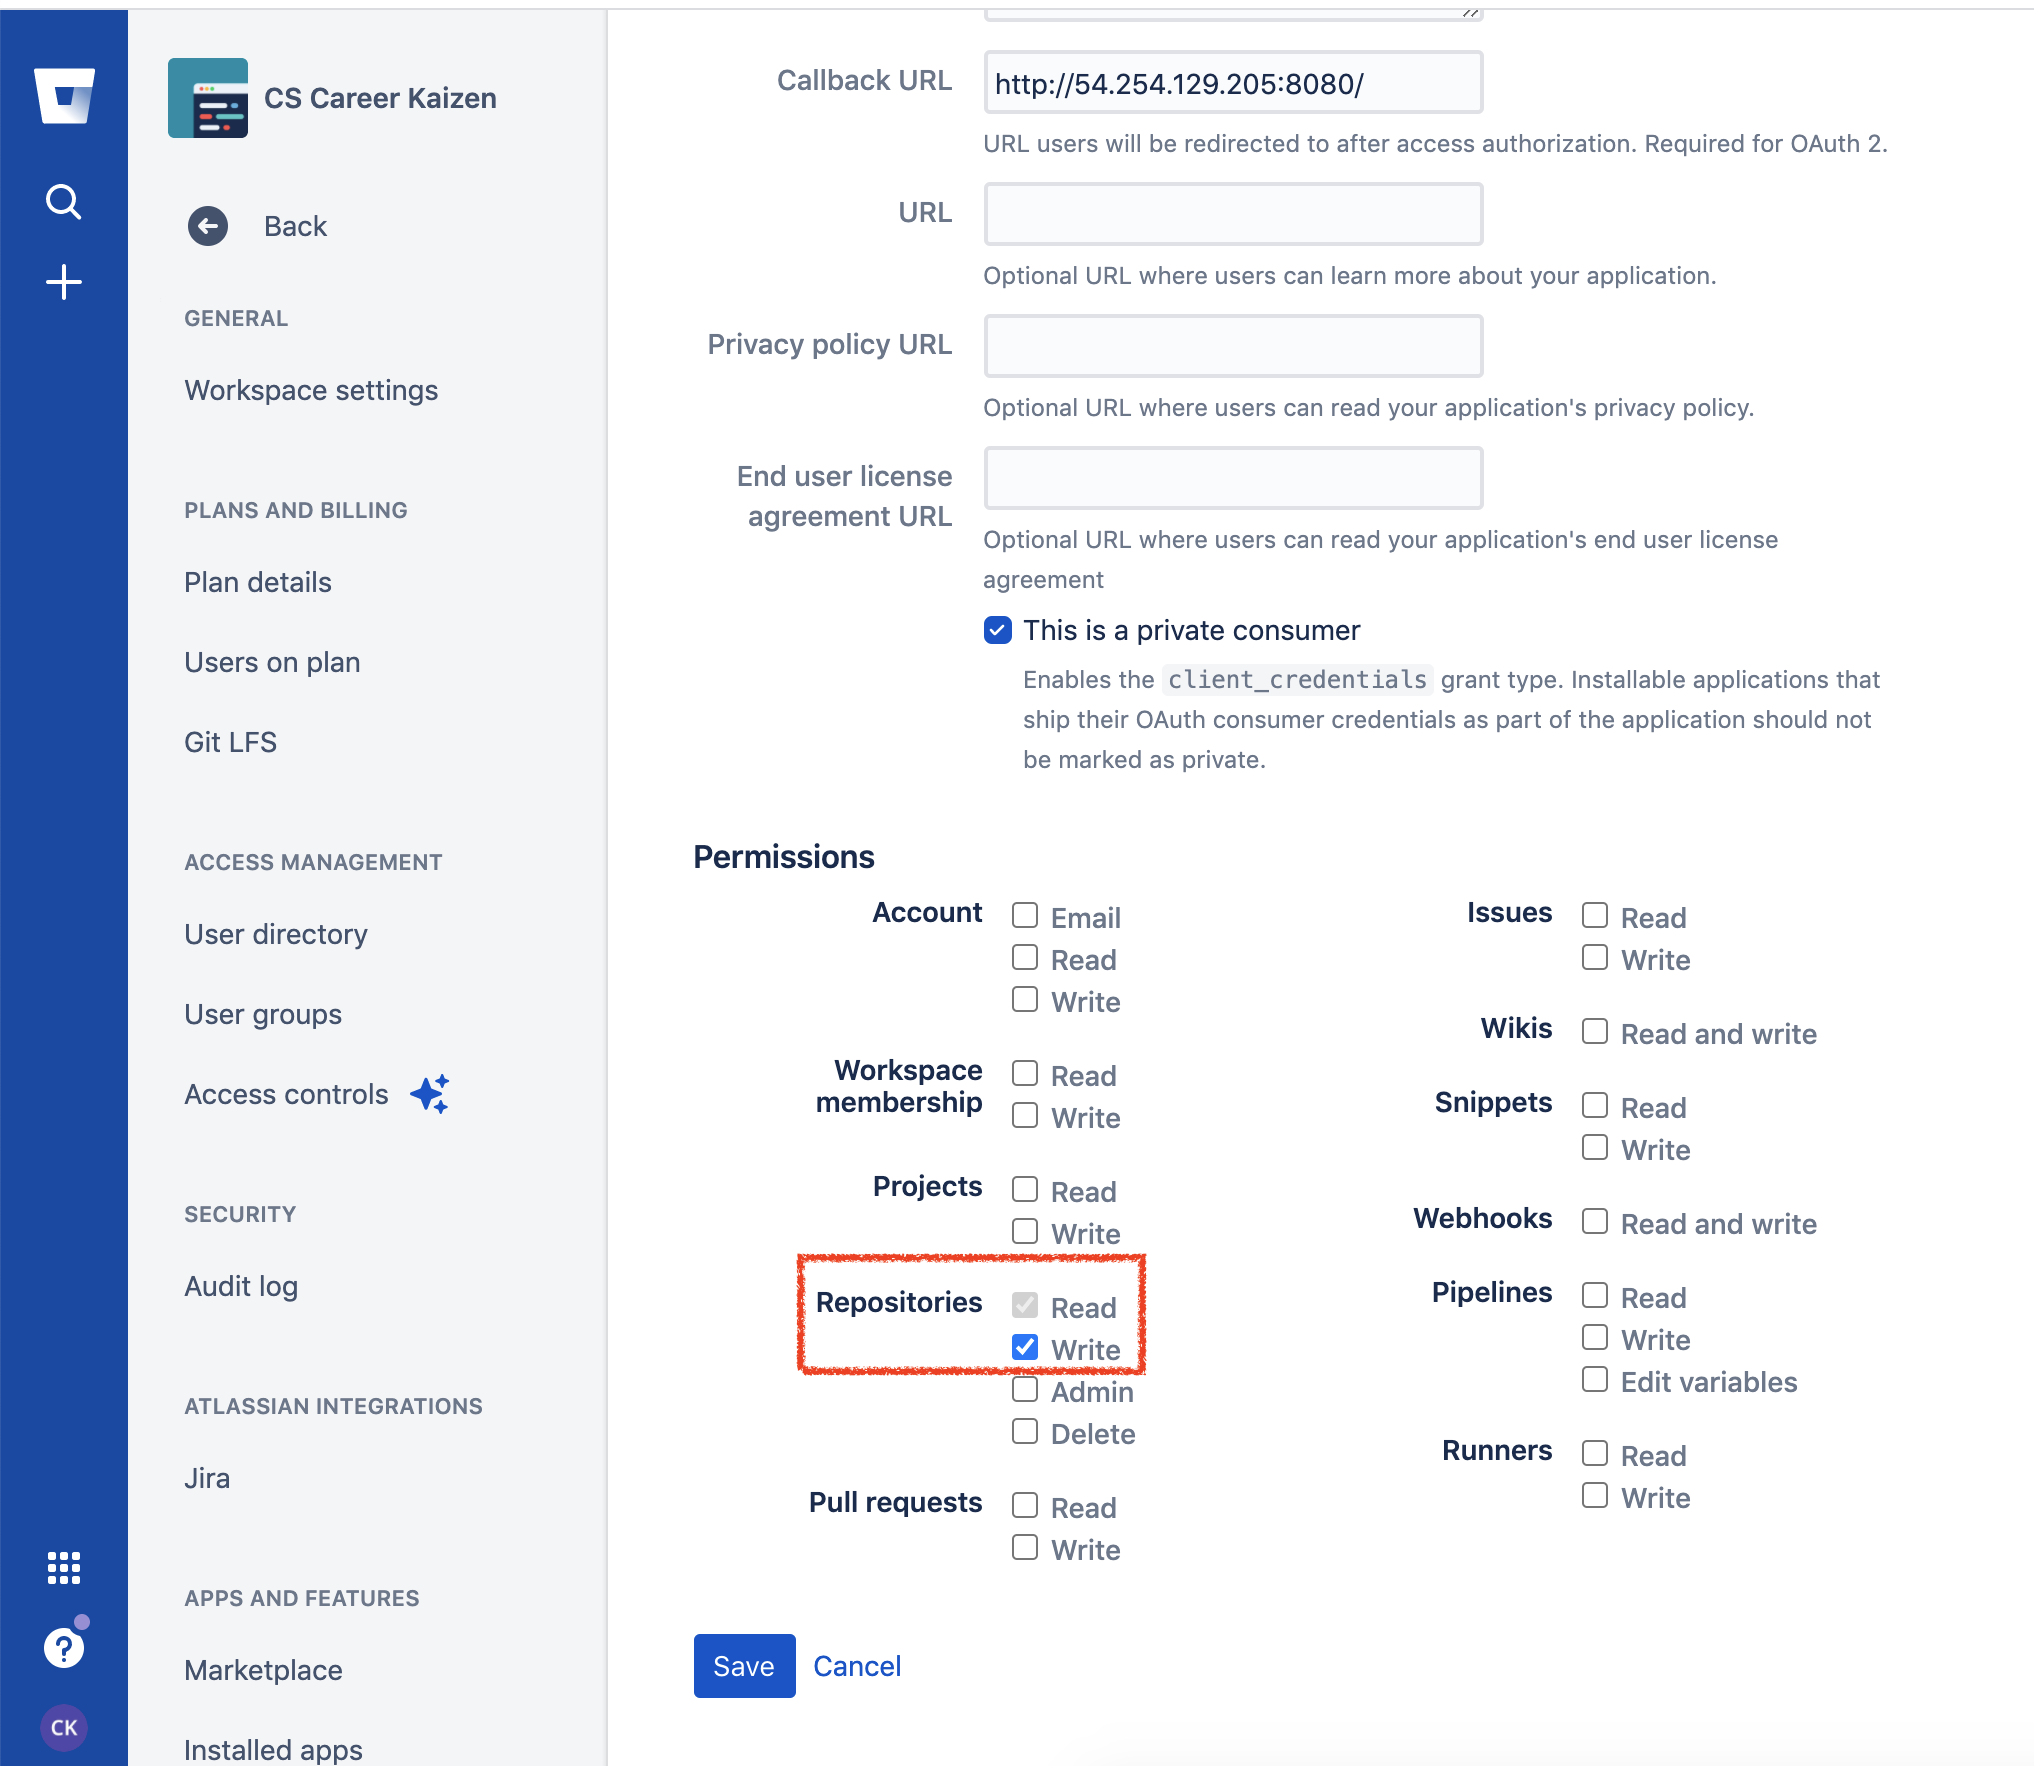 CS Career Kaizen
Back
GENERAL
Workspace settings
PLANS AND BILLING
Plan details
Users on plan
Git LFS
ACCESS MANAGEMENT
User directory
User groups
Access controls
SECURITY
Audit log
ATLASSIAN INTEGRATIONS
Jira
APPS AND FEATURES
Marketplace
Installed apps
CK
Callback URL
http://54.254.129.205:8080/
URL users will be redirected to after access authorization. Required for OAuth 2.
URL
Optional URL where users can learn more about your application.
Privacy policy URL
Optional URL where users can read your application's privacy policy.
End user license
agreement URL
Optional URL where users can read your application's end user license
agreement
This is a private consumer
Enables the client_credentials grant type. Installable applications that
ship their OAuth consumer credentials as part of the application should not
be marked as private.
Permissions
Account
Email
Read
Write
Workspace
membership
Read
Write
Projects
Read
Write
Repositories
Read
Write
Admin
Delete
Pull requests
Read
Write
Issues
Read
Write
Wikis
Read and write
Snippets
Read
Write
Webhooks
Read and write
Pipelines
Read
Write
Edit variables
Runners
Read
Write
Save
Cancel